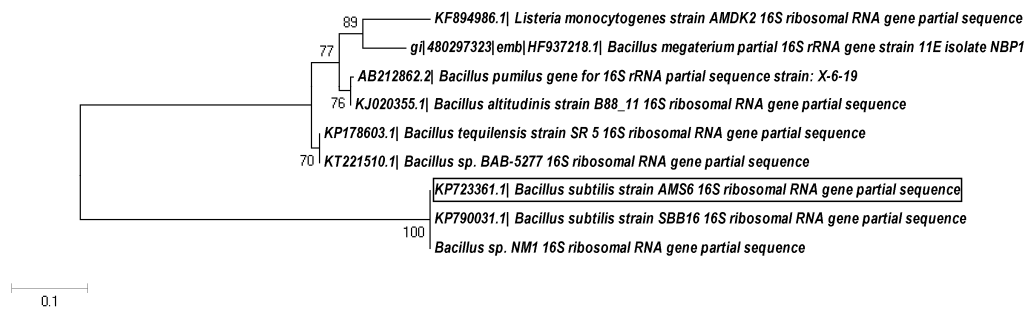 89
KF894986.1| Listeria monocytogenes strain AMDK2 16S ribosomal RNA gene partial sequence
77
gi|480297323|emb|HF937218.1| Bacillus megaterium partial 16S rRNA gene strain 11E isolate NBP1
AB212862.2| Bacillus pumilus gene for 16S rRNA partial sequence strain: X-6-19
76
KJ020355.1| Bacillus altitudinis strain B88_11 16S ribosomal RNA gene partial sequence
KP178603.1| Bacillus tequilensis strain SR 5 16S ribosomal RNA gene partial sequence
70
KT221510.1| Bacillus sp. BAB-5277 16S ribosomal RNA gene partial sequence
KP723361.1| Bacillus subtilis strain AMS6 16S ribosomal RNA gene partial sequence
KP790031.1| Bacillus subtilis strain SBB16 16S ribosomal RNA gene partial sequence
100
Bacillus sp. NM1 16S ribosomal RNA gene partial sequence
0.1